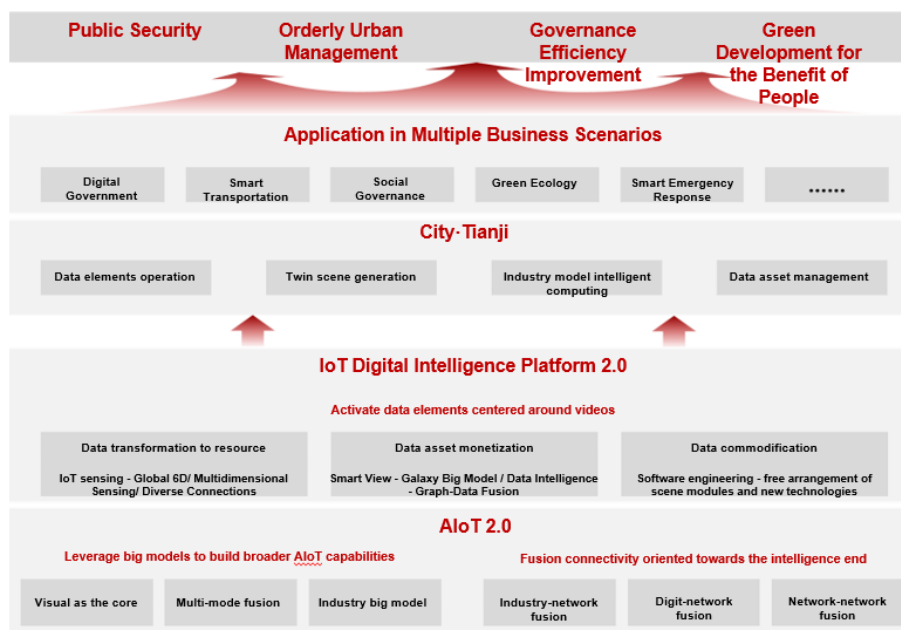 Public Security
Orderly Urban
Management
Governance
Efficiency
Improvement
Green
Development for
the Benefit of
People
Application in Multiple Business Scenarios
Digital
Government
Smart
Transportation
Social
Governance
Green Ecology
Smart Emergency
Response
......
City·Tianji
Data elements operation
Twin scene generation
Industry model intelligent
computing
Data asset management
IoT Digital Intelligence Platform 2.0
Activate data elements centered around videos
Data transformation to resource
IoT sensing - Global 6D/ Multidimensional
Sensing/ Diverse Connections
Data asset monetization
Smart View - Galaxy Big Model / Data Intelligence
- Graph-Data Fusion
Data commodification
Software engineering - free arrangement of
scene modules and new technologies
AIoT 2.0
Leverage big models to build broader AIoT capabilities
Fusion connectivity oriented towards the intelligence end
Visual as the core
Multi-mode fusion
Industry big model
Industry-network
fusion
Digit-network
fusion
Network-network
fusion